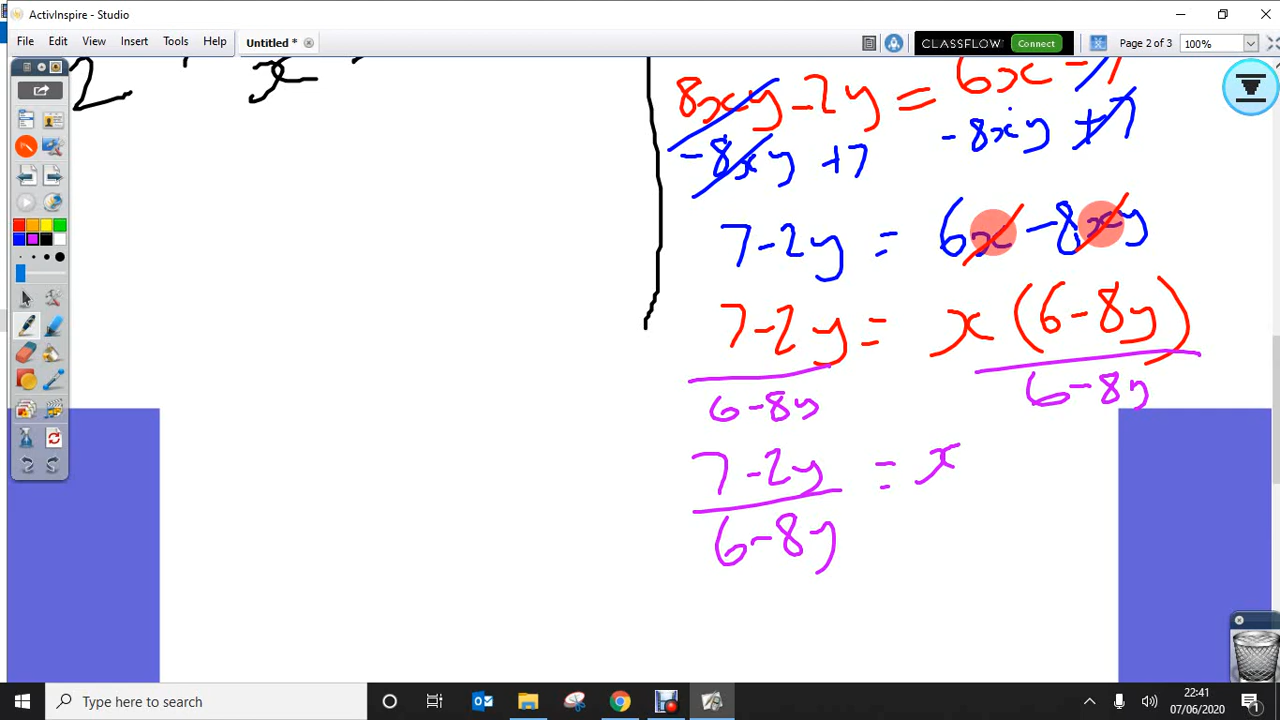 ActivInspire - Studio
File Edit View Insert Tools Help Untitled * CLASSFLOW Connect Page 2 of 3 100%
2 x
8xy - 2y = 6x - 7
-8xy + 7 -8xy + 7
7 - 2y = 6x - 8xy
7 - 2y = x (6 - 8y)
6 - 8y 6 - 8y
7 - 2y = x
6 - 8y
Type here to search
22:41
07/06/2020
1